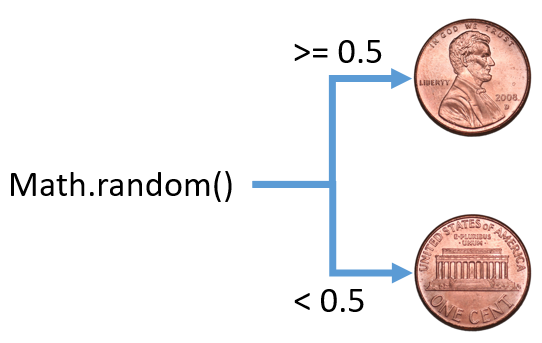 >= 0.5
IN GOD WE TRUST
LIBERTY
2008
D
Math.random()
UNITED STATES OF AMERICA
E·PLURIBUS
·UNUM·
ONE CENT
< 0.5